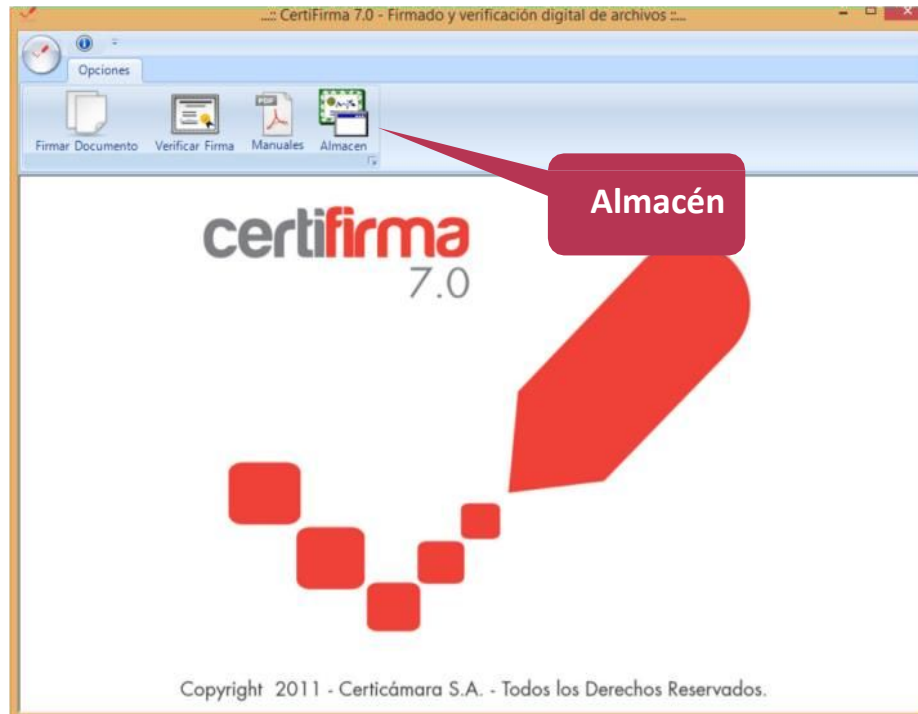 ...:: CertiFirma 7.0 - Firmado y verificación digital de archivos ::...
Opciones
Firmar Documento Verificar Firma Manuales Almacen
Almacén
certifirma
7.0
Copyright 2011 - Certicámara S.A. - Todos los Derechos Reservados.